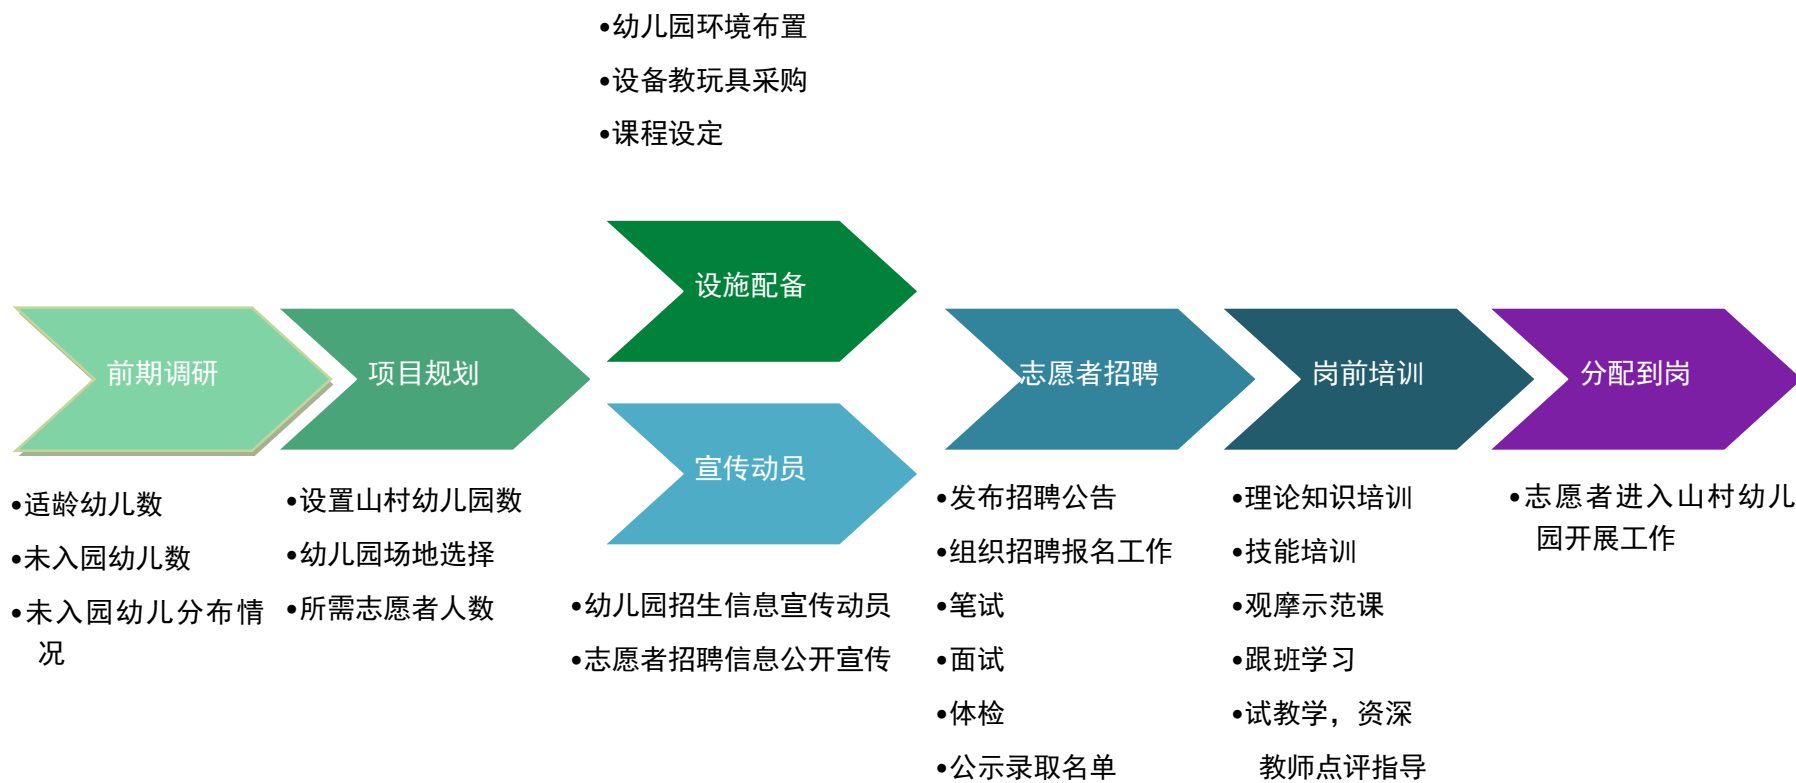 •幼儿园环境布置
•设备教玩具采购
•课程设定
设施配备
前期调研
项目规划
志愿者招聘
岗前培训
分配到岗
宣传动员
•适龄幼儿数
•未入园幼儿数
•未入园幼儿分布情
况
•设置山村幼儿园数
•幼儿园场地选择
•所需志愿者人数
•幼儿园招生信息宣传动员
•志愿者招聘信息公开宣传
•发布招聘公告
•组织招聘报名工作
•笔试
•面试
•体检
•公示录取名单
•理论知识培训
•技能培训
•观摩示范课
•跟班学习
•试教学，资深
教师点评指导
•志愿者进入山村幼儿
园开展工作